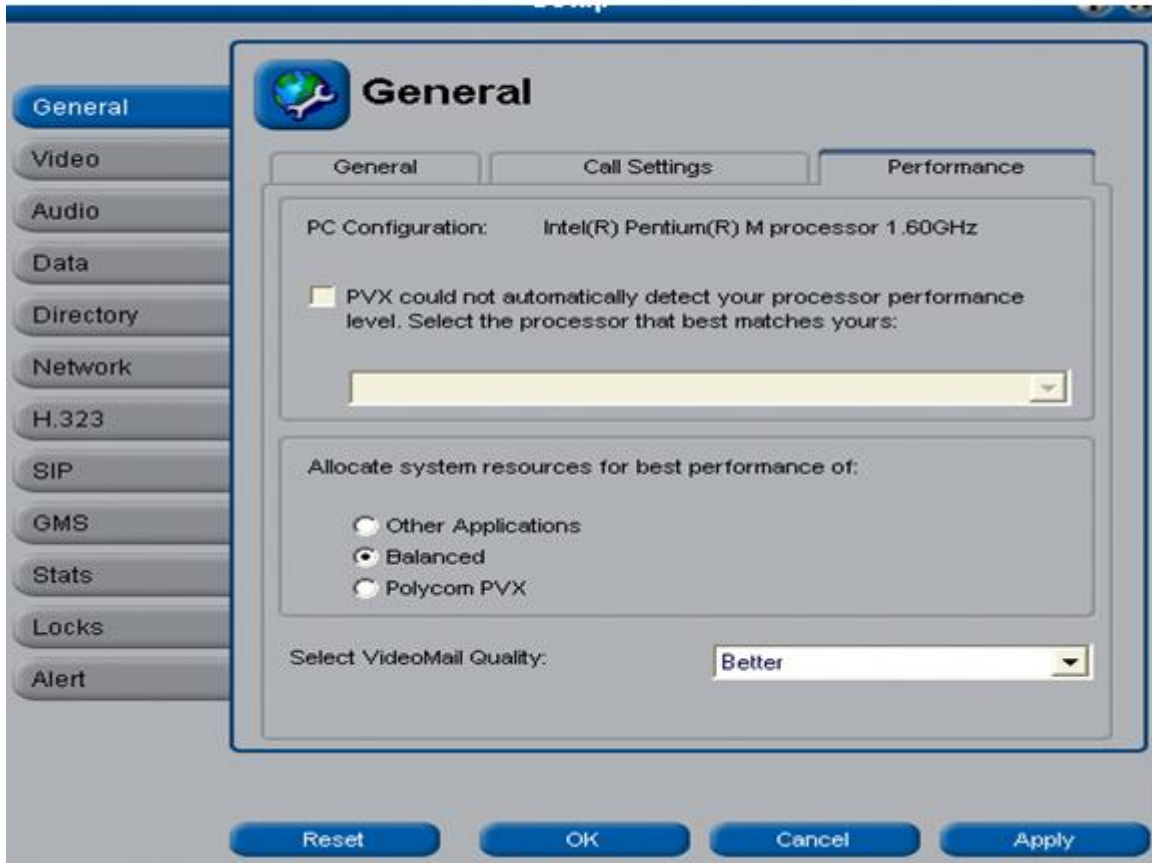 General
Video
Audio
Data
Directory
Network
H.323
SIP
GMS
Stats
Locks
Alert
General
General Call Settings Performance
PC Configuration: Intel(R) Pentium(R) M processor 1.60GHz
PVX could not automatically detect your processor performance
level. Select the processor that best matches yours:
Allocate system resources for best performance of:
Other Applications
Balanced
Polycom PVX
Select VideoMail Quality: Better
Reset OK Cancel Apply